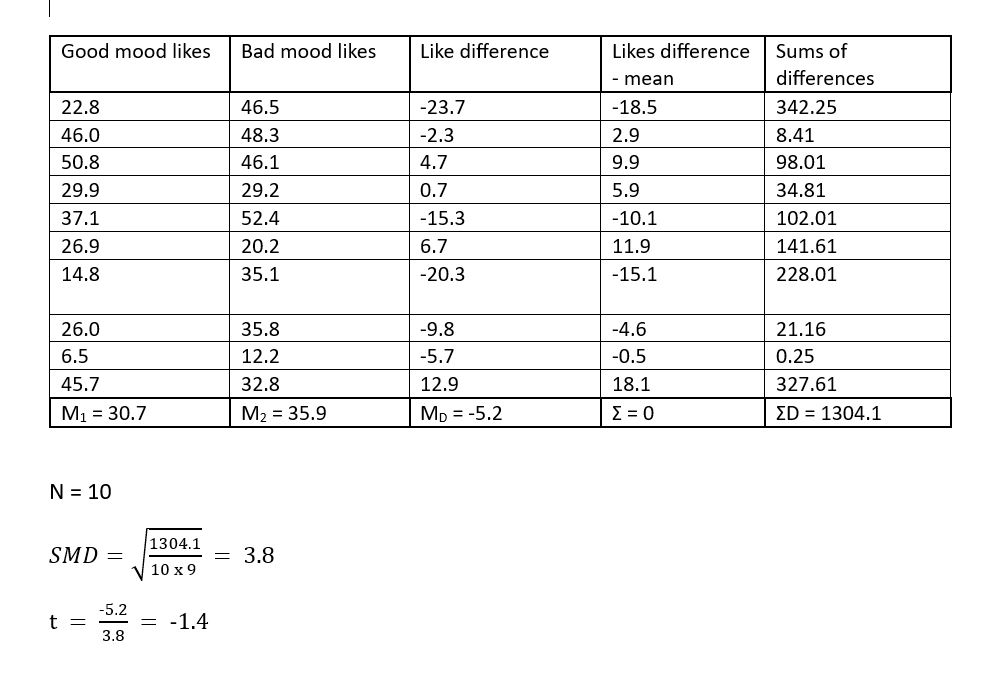 Good mood likes Bad mood likes Like difference Likes difference Sums of
- mean differences
22.8 46.5 -23.7 -18.5 342.25
46.0 48.3 -2.3 2.9 8.41
50.8 46.1 4.7 9.9 98.01
29.9 29.2 0.7 5.9 34.81
37.1 52.4 -15.3 -10.1 102.01
26.9 20.2 6.7 11.9 141.61
14.8 35.1 -20.3 -15.1 228.01
26.0 35.8 -9.8 -4.6 21.16
6.5 12.2 -5.7 -0.5 0.25
45.7 32.8 12.9 18.1 327.61
M₁ = 30.7 M₂ = 35.9 M_D = -5.2 Σ = 0 ΣD = 1304.1
N = 10
SMD = √(1304.1 / 10 x 9) = 3.8
t = -5.2 / 3.8 = -1.4